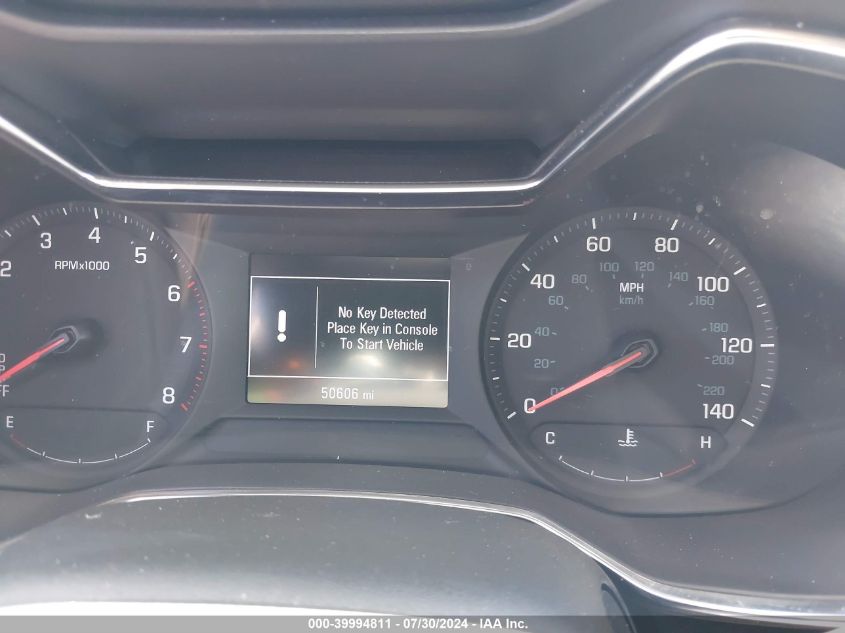 2 3 4 5 6 7 8
RPMx1000
E F
No Key Detected
Place Key in Console
To Start Vehicle
50606 mi
0 20 40 60 80 100 120 140
MPH
km/h
20 40 60 80 100 120 140 160 180 200 220
C H
000-39994811 - 07/30/2024 - IAA Inc.